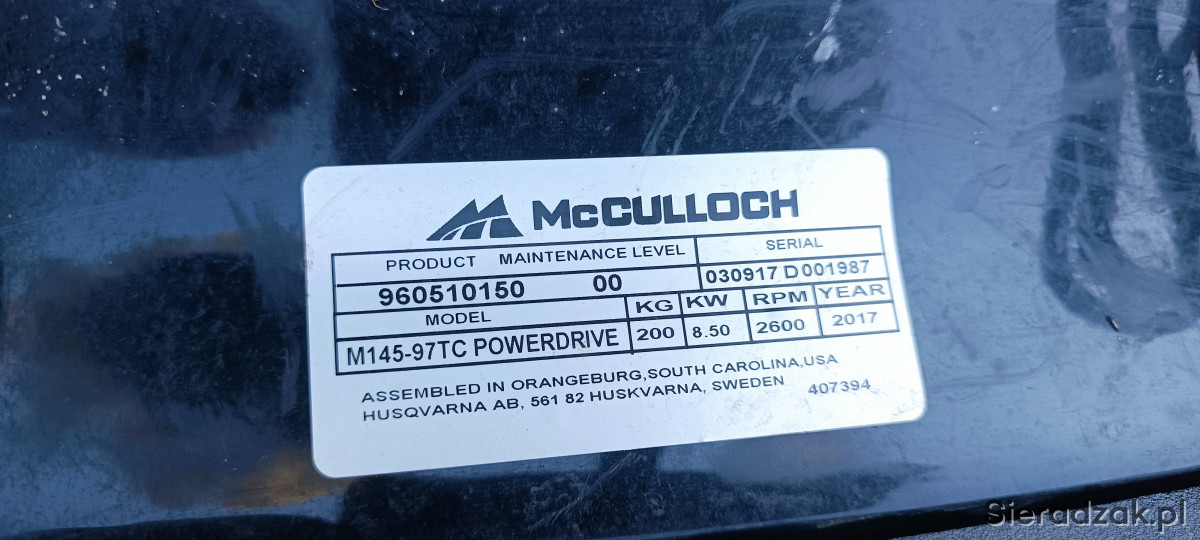 McCULLOCH
PRODUCT MAINTENANCE LEVEL SERIAL
960510150 00 030917 D 001987
MODEL KG KW RPM YEAR
M145-97TC POWERDRIVE 200 8.50 2600 2017
ASSEMBLED IN ORANGEBURG,SOUTH CAROLINA,USA
HUSQVARNA AB, 561 82 HUSKVARNA, SWEDEN 407394
Sieradzak.pl